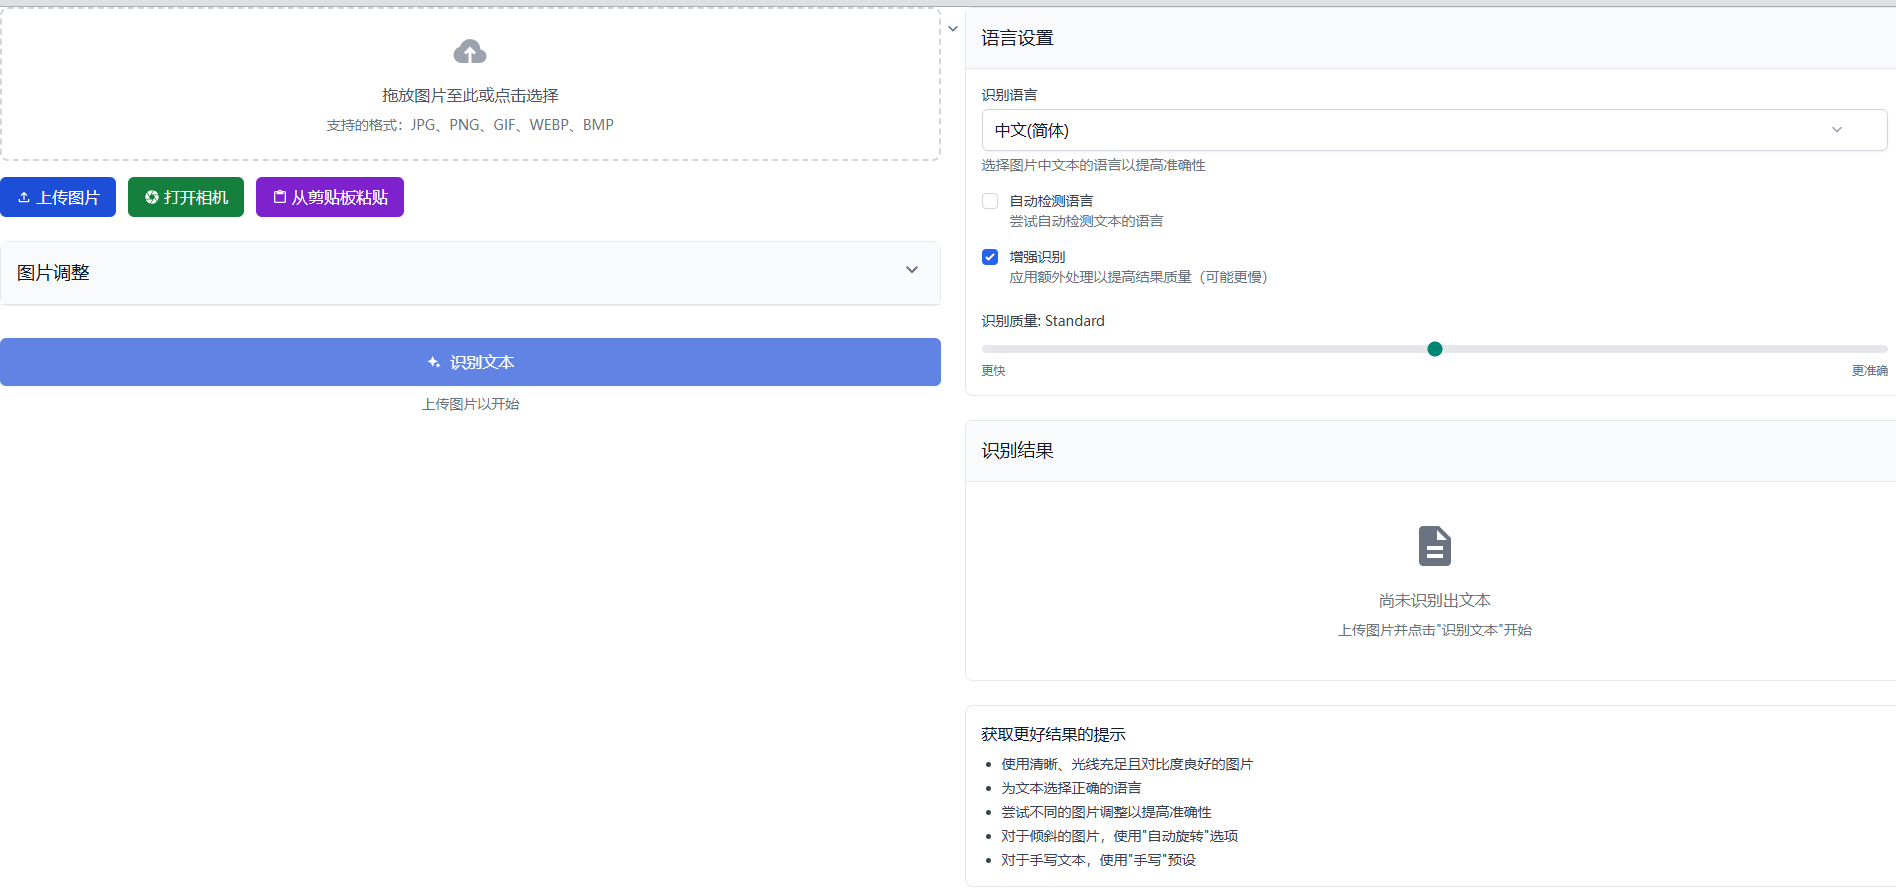 拖放图片至此或点击选择
支持的格式：JPG、PNG、GIF、WEBP、BMP
上传图片
打开相机
从剪贴板粘贴
图片调整
识别文本
上传图片以开始
语言设置
识别语言
中文(简体)
选择图片中文本的语言以提高准确性
自动检测语言
尝试自动检测文本的语言
增强识别
应用额外处理以提高结果质量（可能更慢）
识别质量: Standard
更快
更准确
识别结果
尚未识别出文本
上传图片并点击"识别文本"开始
获取更好结果的提示
使用清晰、光线充足且对比度良好的图片
为文本选择正确的语言
尝试不同的图片调整以提高准确性
对于倾斜的图片，使用"自动旋转"选项
对于手写文本，使用"手写"预设